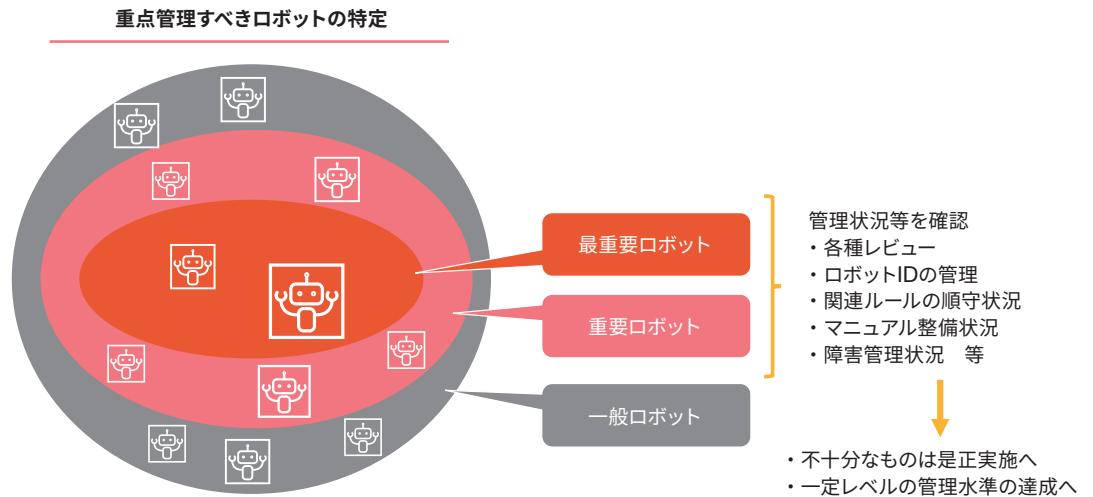 重点管理すべきロボットの特定
最重要ロボット
重要ロボット
一般ロボット
管理状況等を確認
・各種レビュー
・ロボットIDの管理
・関連ルールの順守状況
・マニュアル整備状況
・障害管理状況　等
・不十分なものは是正実施へ
・一定レベルの管理水準の達成へ